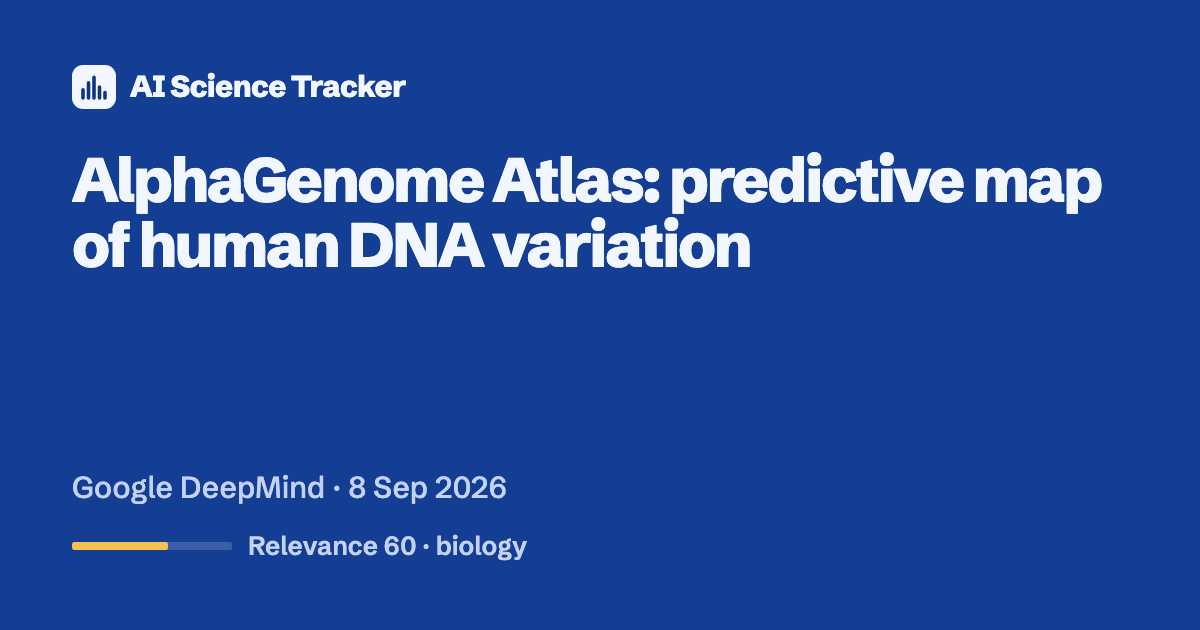 AI Science Tracker
AlphaGenome Atlas: predictive map
of human DNA variation
Google DeepMind · 8 Sep 2026
Relevance 60 · biology